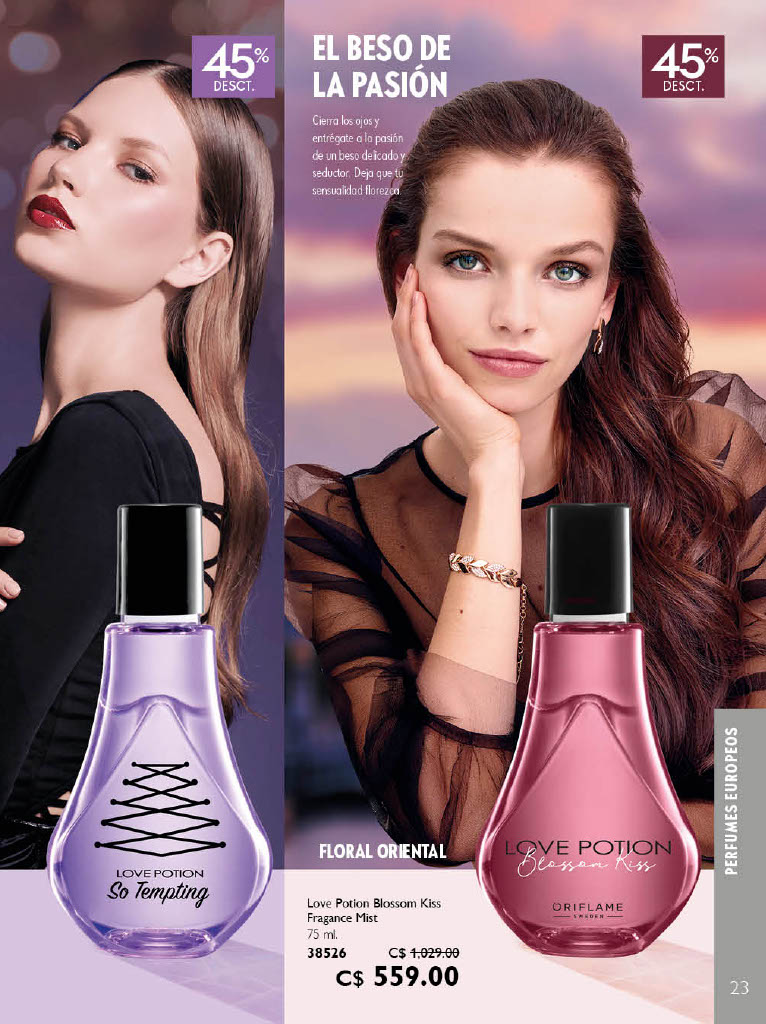 45%
DESCT.
EL BESO DE
LA PASIÓN
Cierra los ojos y
entrégate a la pasión
de un beso delicado y
seductor. Deja que tu
sensualidad florezca.
45%
DESCT.
LOVE POTION
So Tempting
FLORAL ORIENTAL
Love Potion Blossom Kiss
Fragance Mist
75 ml.
38526 C$ 1,029.00
C$ 559.00
LOVE POTION
Blossom Kiss
ORIFLAME
SWEDEN
PERFUMES EUROPEOS
23